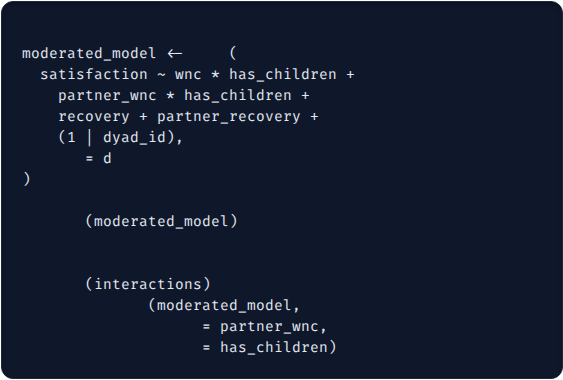 moderated_model <- (
satisfaction ~ wnc * has_children +
partner_wnc * has_children +
recovery + partner_recovery +
(1 | dyad_id),
= d
)
(moderated_model)
(interactions)
(moderated_model,
= partner_wnc,
= has_children)